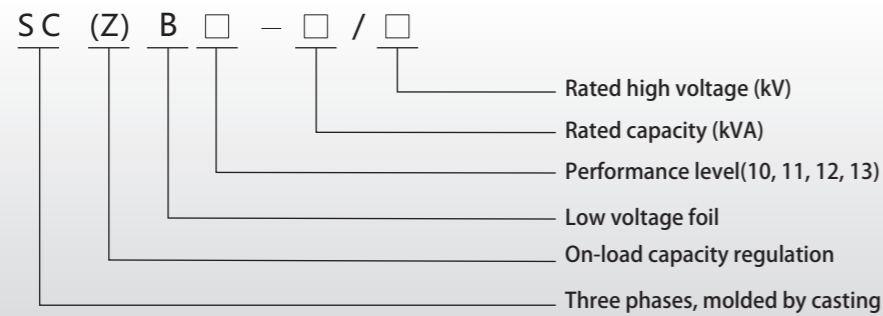 SC (Z) B □ – □ / □
Rated high voltage (kV)
Rated capacity (kVA)
Performance level(10, 11, 12, 13)
Low voltage foil
On-load capacity regulation
Three phases, molded by casting